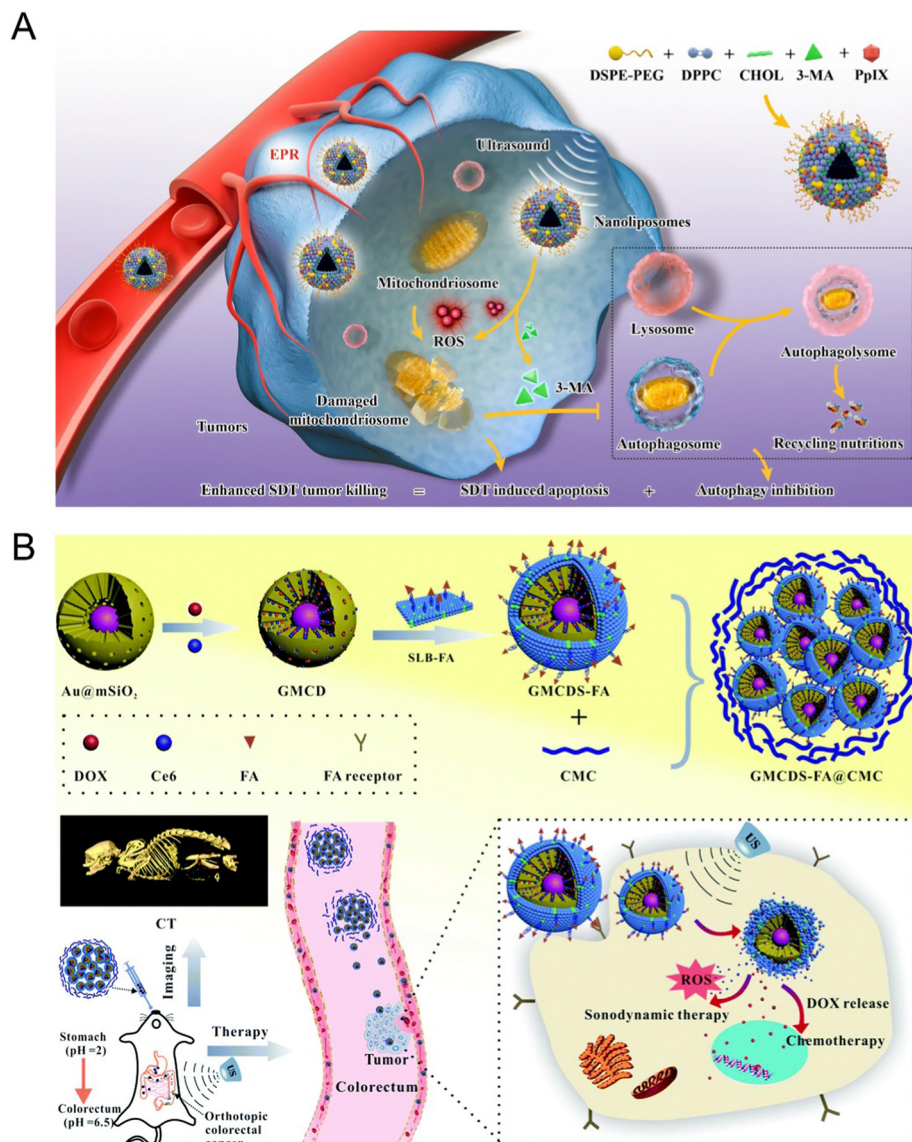 A
DSPE-PEG + DPPC + CHOL + 3-MA + PpIX
EPR
Ultrasound
Nanoliposomes
Mitochondriosome
ROS
Lysosome
Autophagolysome
3-MA
Damaged
mitochondriosome
Tumors
Autophagosome
Recycling nutritions
Enhanced SDT tumor killing = SDT induced apoptosis + Autophagy inhibition
B
SLB-FA
Au@mSiO₂
GMCD
GMCDS-FA
+
CMC
GMCDS-FA@CMC
DOX
Ce6
FA
FA receptor
CT
Imaging
Therapy
Stomach
(pH =2)
Colorectum
(pH =6.5)
US
Orthotopic
colorectal
Tumor
Colorectum
US
ROS
Sonodynamic therapy
DOX release
Chemotherapy